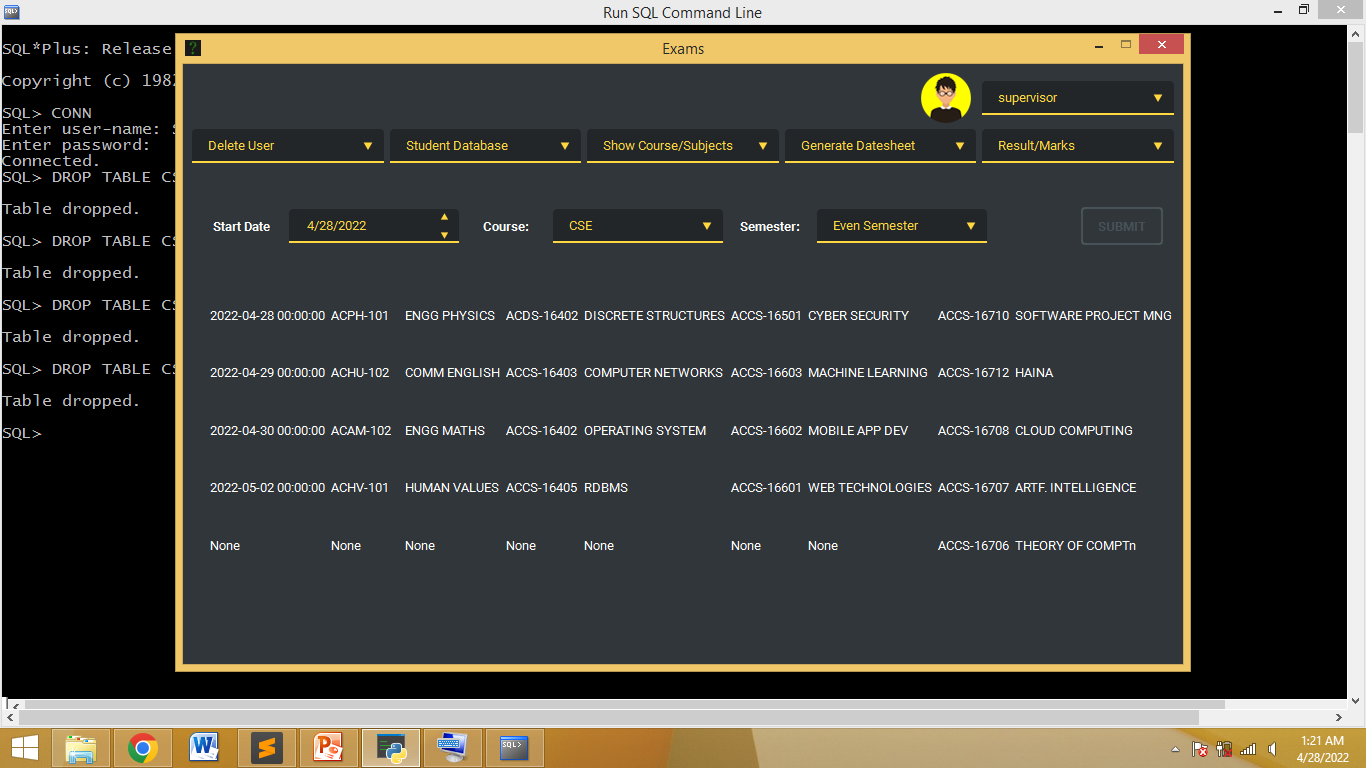 Run SQL Command Line
SQL*Plus: Release
Copyright (c) 1982
SQL> CONN
Enter user-name:
Enter password:
Connected.
SQL> DROP TABLE CS
Table dropped.
SQL> DROP TABLE CS
Table dropped.
SQL> DROP TABLE CS
Table dropped.
SQL> DROP TABLE CS
Table dropped.
SQL>
Exams
supervisor
Delete User Student Database Show Course/Subjects Generate Datesheet Result/Marks
Start Date 4/28/2022 Course: CSE Semester: Even Semester SUBMIT
2022-04-28 00:00:00 ACPH-101 ENGG PHYSICS ACDS-16402 DISCRETE STRUCTURES ACCS-16501 CYBER SECURITY ACCS-16710 SOFTWARE PROJECT MNG
2022-04-29 00:00:00 ACHU-102 COMM ENGLISH ACCS-16403 COMPUTER NETWORKS ACCS-16603 MACHINE LEARNING ACCS-16712 HAINA
2022-04-30 00:00:00 ACAM-102 ENGG MATHS ACCS-16402 OPERATING SYSTEM ACCS-16602 MOBILE APP DEV ACCS-16708 CLOUD COMPUTING
2022-05-02 00:00:00 ACHV-101 HUMAN VALUES ACCS-16405 RDBMS ACCS-16601 WEB TECHNOLOGIES ACCS-16707 ARTF. INTELLIGENCE
None None None None None None None ACCS-16706 THEORY OF COMPTn
1:21 AM
4/28/2022